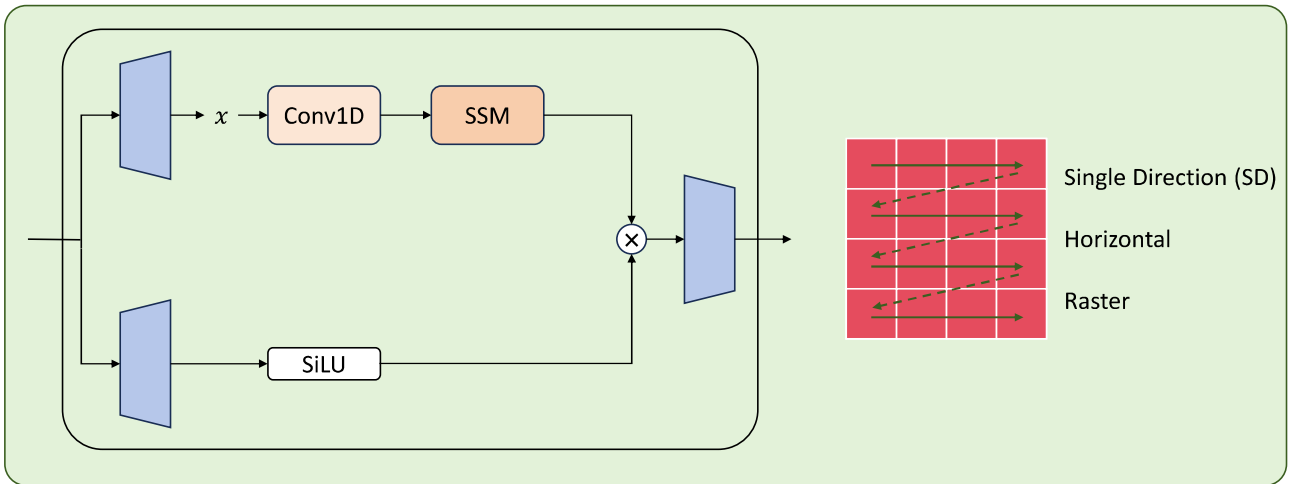 x
Conv1D
SSM
×
SiLU
Single Direction (SD)
Horizontal
Raster